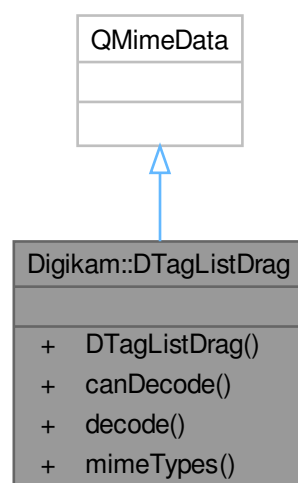 QMimeData
Digikam::DTagListDrag
+ DTagListDrag()
+ canDecode()
+ decode()
+ mimeTypes()